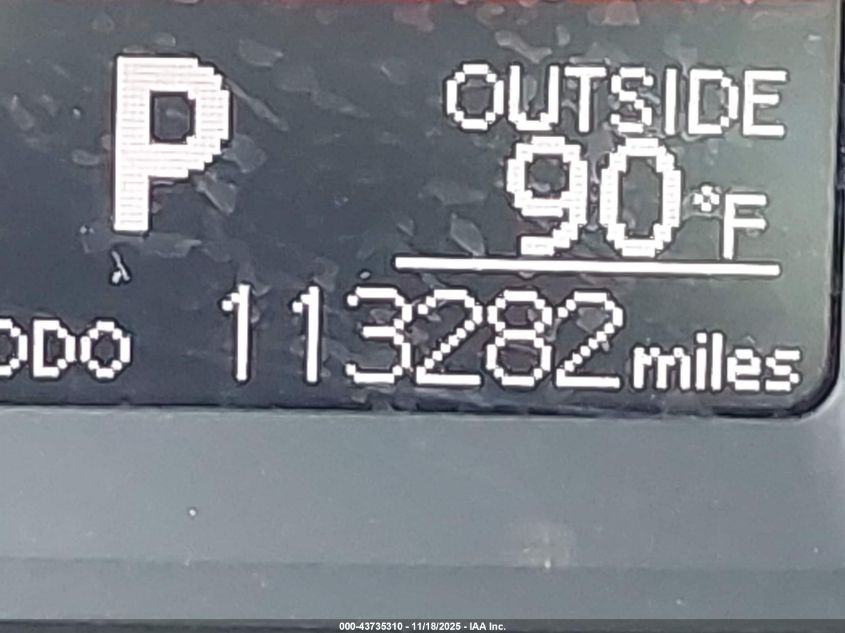 P
OUTSIDE
90°F
ODO 113282 miles
000-43735310 - 11/18/2025 - IAA Inc.